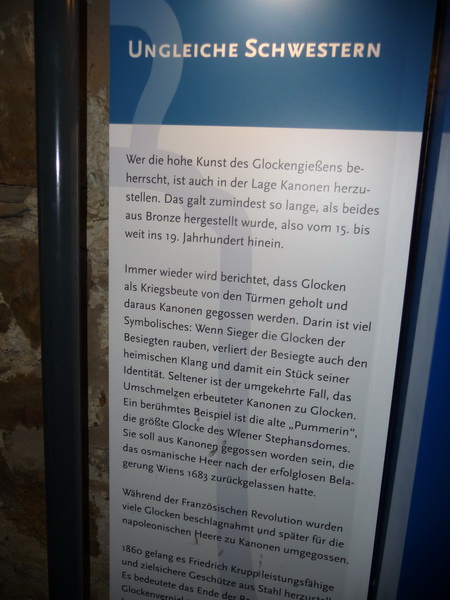 UNGLEICHE SCHWESTERN
Wer die hohe Kunst des Glockengießens be-
herrscht, ist auch in der Lage Kanonen herzu-
stellen. Das galt zumindest so lange, als beides
aus Bronze hergestellt wurde, also vom 15. bis
weit ins 19. Jahrhundert hinein.
Immer wieder wird berichtet, dass Glocken
als Kriegsbeute von den Türmen geholt und
daraus Kanonen gegossen werden. Darin ist viel
Symbolisches: Wenn Sieger die Glocken der
Besiegten rauben, verliert der Besiegte auch den
heimischen Klang und damit ein Stück seiner
Identität. Seltener ist der umgekehrte Fall, das
Umschmelzen erbeuteter Kanonen zu Glocken.
Ein berühmtes Beispiel ist die alte „Pummerin“,
die größte Glocke des Wiener Stephansdomes.
Sie soll aus Kanonen gegossen worden sein, die
das osmanische Heer nach der erfolglosen Bela-
gerung Wiens 1683 zurückgelassen hatte.
Während der Französischen Revolution wurden
viele Glocken beschlagnahmt und später für die
napoleonischen Heere zu Kanonen umgegossen.
1860 gelang es Friedrich Krupp leistungsfähige
und zielsichere Geschütze aus Stahl
Es bedeutete das Ende der